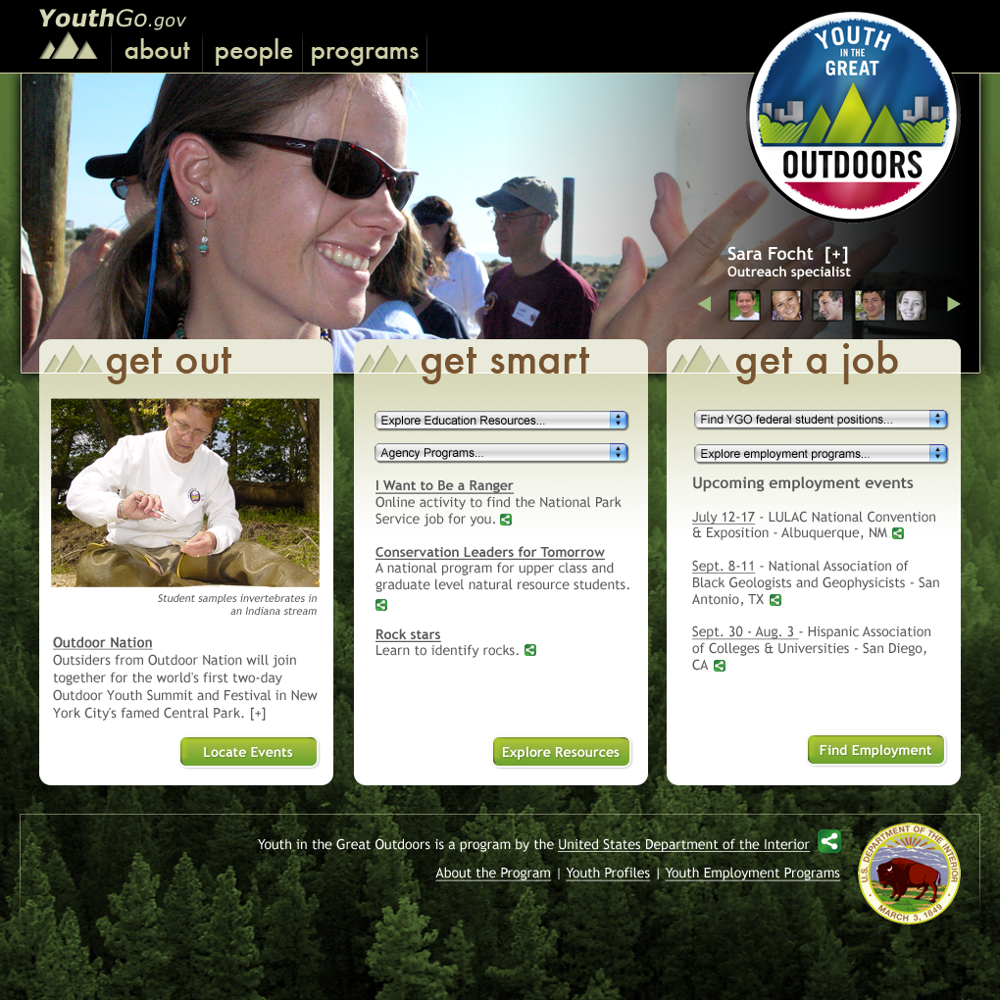 YouthGo.gov
about
people
programs
YOUTH
IN THE
GREAT
OUTDOORS
Sara Focht [+]
Outreach specialist
get out
Student samples invertebrates in
an Indiana stream
Outdoor Nation
Outsiders from Outdoor Nation will join
together for the world's first two-day
Outdoor Youth Summit and Festival in New
York City's famed Central Park. [+]
Locate Events
get smart
Explore Education Resources...
Agency Programs...
I Want to Be a Ranger
Online activity to find the National Park
Service job for you.
Conservation Leaders for Tomorrow
A national program for upper class and
graduate level natural resource students.
Rock stars
Learn to identify rocks.
Explore Resources
get a job
Find YGO federal student positions...
Explore employment programs...
Upcoming employment events
July 12-17 - LULAC National Convention
& Exposition - Albuquerque, NM
Sept. 8-11 - National Association of
Black Geologists and Geophysicists - San
Antonio, TX
Sept. 30 - Aug. 3 - Hispanic Association
of Colleges & Universities - San Diego,
CA
Find Employment
Youth in the Great Outdoors is a program by the United States Department of the Interior
About the Program | Youth Profiles | Youth Employment Programs
U.S. DEPARTMENT OF THE INTERIOR
MARCH 3, 1849